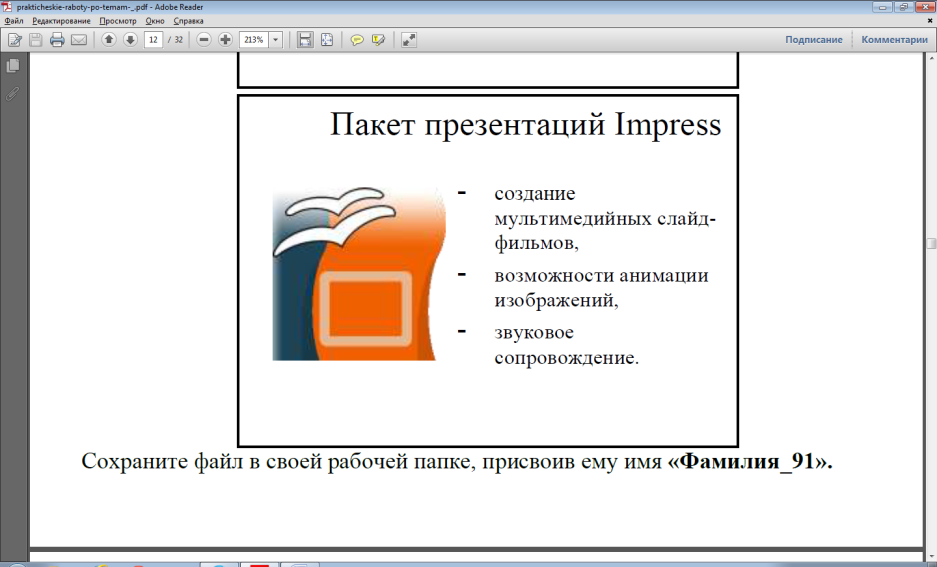 prakticheskie-raboty-po-temam-_.pdf - Adobe Reader
Файл Редактирование Просмотр Окно Справка
12 / 32 213% Подписание Комментарии
Пакет презентаций Impress
- создание
мультимедийных слайд-
фильмов,
- возможности анимации
изображений,
- звуковое
сопровождение.
Сохраните файл в своей рабочей папке, присвоив ему имя «Фамилия_91».